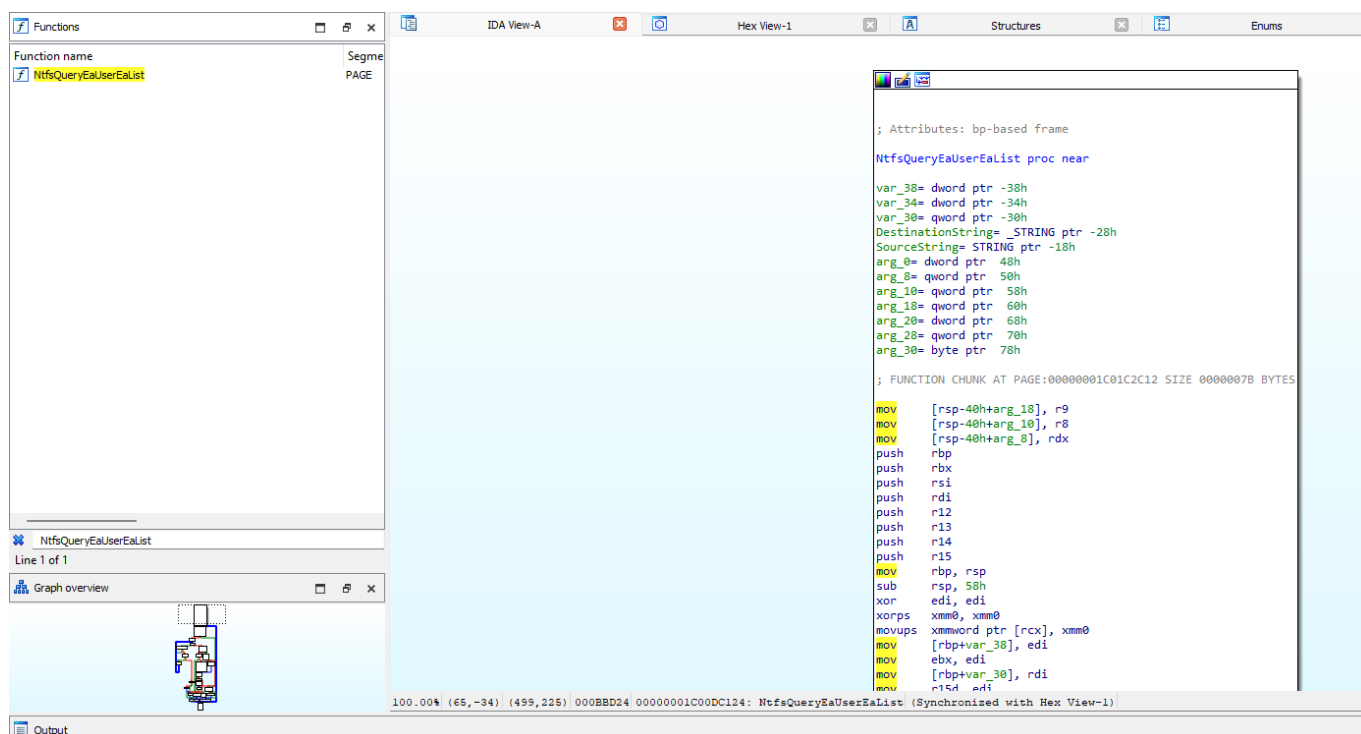 Functions
Function name Segme
NtfsQueryEaUserEaList PAGE
NtfsQueryEaUserEaList
Line 1 of 1
Graph overview
IDA View-A Hex View-1 Structures Enums
; Attributes: bp-based frame
NtfsQueryEaUserEaList proc near
var_38= dword ptr -38h
var_34= dword ptr -34h
var_30= qword ptr -30h
DestinationString= _STRING ptr -28h
SourceString= STRING ptr -18h
arg_0= dword ptr  48h
arg_8= qword ptr  50h
arg_10= qword ptr  58h
arg_18= qword ptr  60h
arg_20= dword ptr  68h
arg_28= qword ptr  70h
arg_30= byte ptr  78h
; FUNCTION CHUNK AT PAGE:00000001C01C2C12 SIZE 0000007B BYTES
mov     [rsp-40h+arg_18], r9
mov     [rsp-40h+arg_10], r8
mov     [rsp-40h+arg_8], rdx
push    rbp
push    rbx
push    rsi
push    rdi
push    r12
push    r13
push    r14
push    r15
mov     rbp, rsp
sub     rsp, 58h
xor     edi, edi
xorps   xmm0, xmm0
movups  xmmword ptr [rcx], xmm0
mov     [rbp+var_38], edi
mov     ebx, edi
mov     [rbp+var_30], rdi
mov     r15d, edi
100.00% (65,-34) (499,225) 000BBD24 00000001C00DC124: NtfsQueryEaUserEaList (Synchronized with Hex View-1)
Output